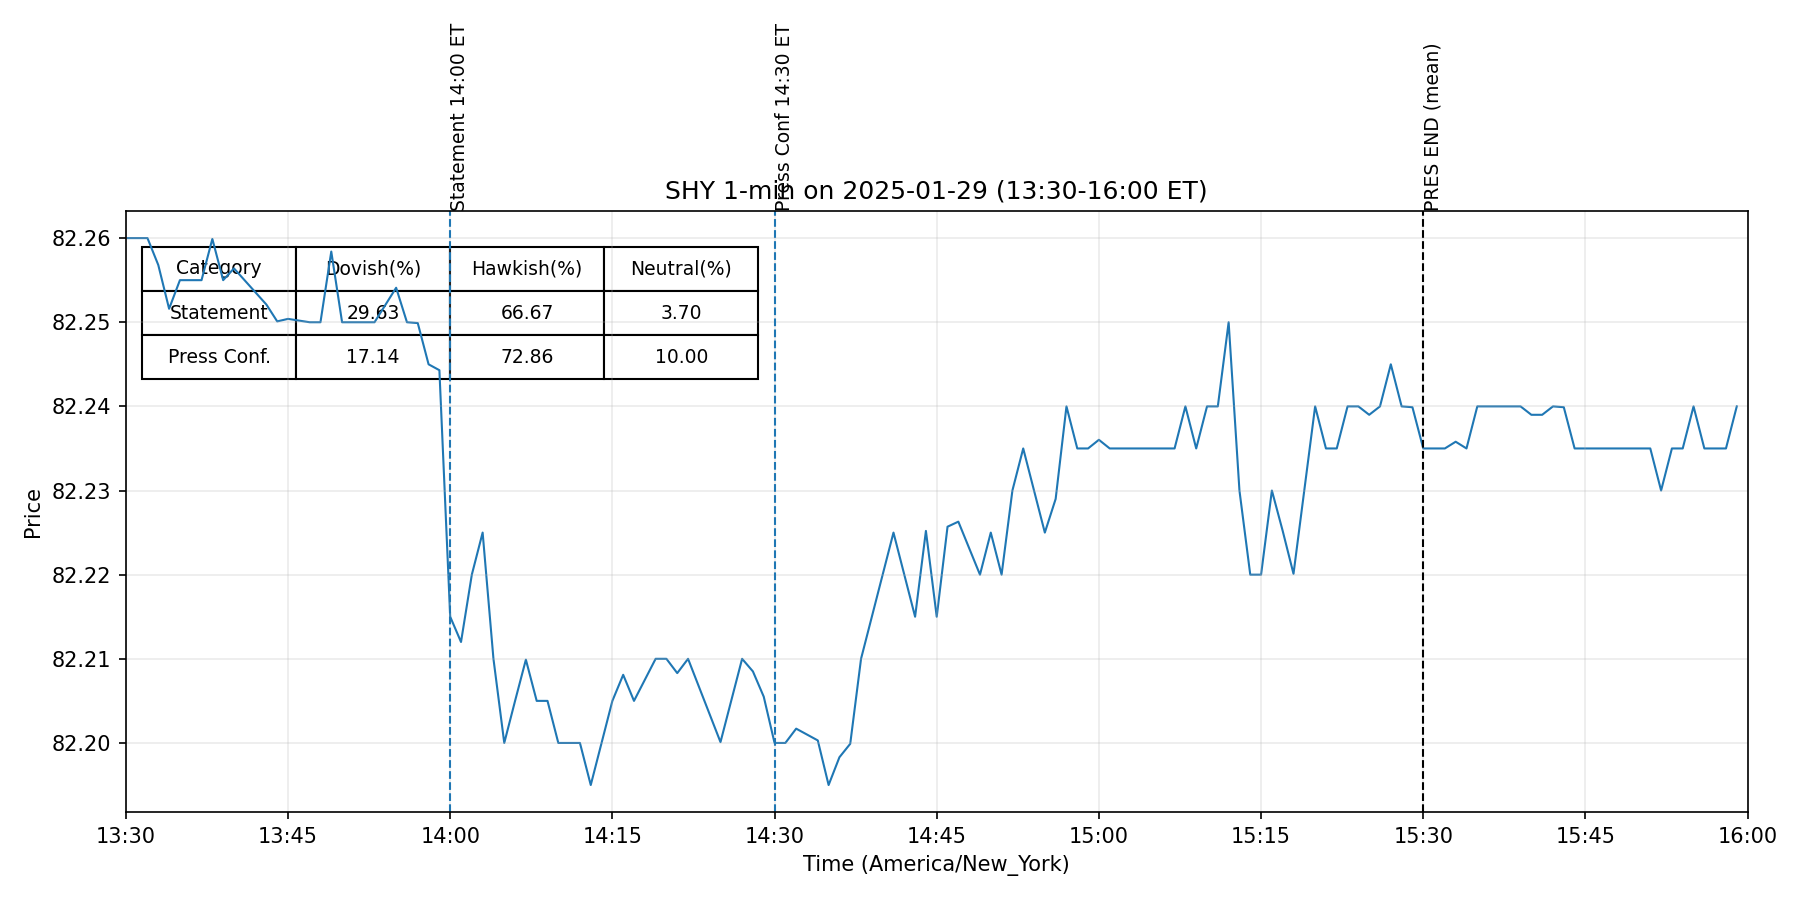 Statement 14:00 ET
Press Conf 14:30 ET
PRES END (mean)
SHY 1-min on 2025-01-29 (13:30-16:00 ET)
Category Dovish(%) Hawkish(%) Neutral(%)
Statement 29.63 66.67 3.70
Press Conf. 17.14 72.86 10.00
82.26
82.25
82.24
82.23
82.22
82.21
82.20
Price
13:30 13:45 14:00 14:15 14:30 14:45 15:00 15:15 15:30 15:45 16:00
Time (America/New_York)